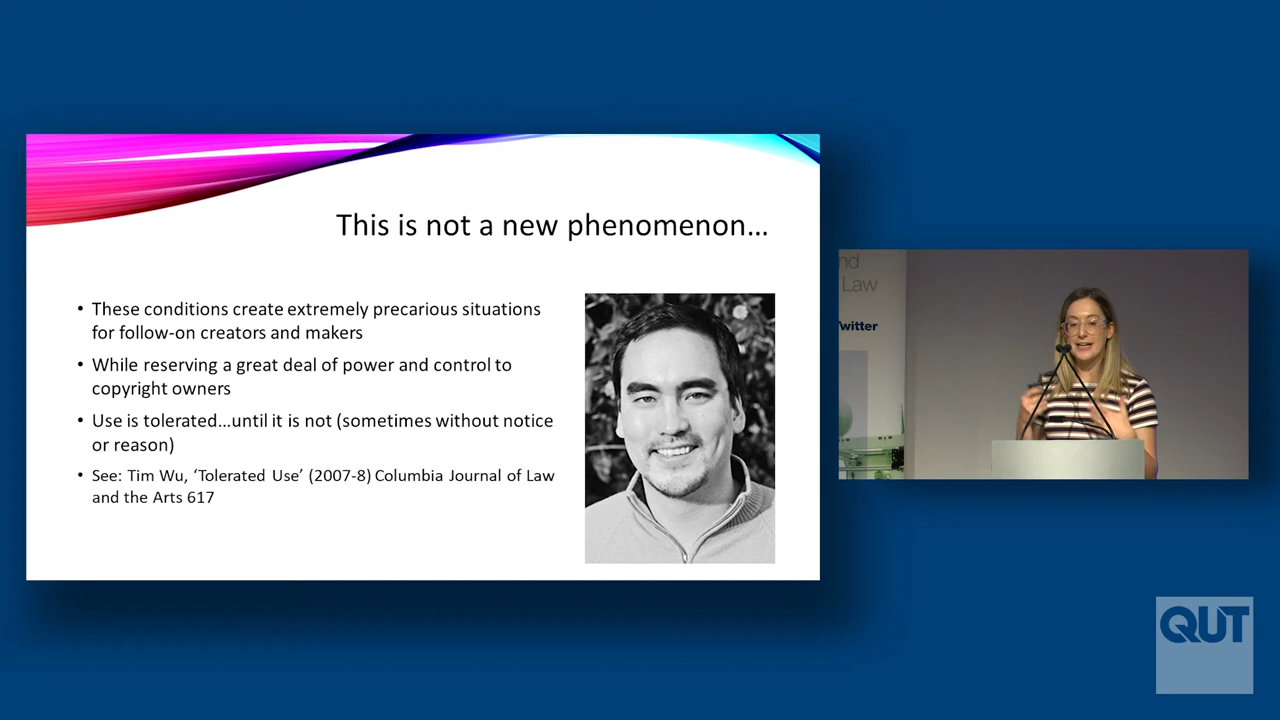 This is not a new phenomenon...
• These conditions create extremely precarious situations
for follow-on creators and makers
• While reserving a great deal of power and control to
copyright owners
• Use is tolerated...until it is not (sometimes without notice
or reason)
• See: Tim Wu, ‘Tolerated Use’ (2007-8) Columbia Journal of Law
and the Arts 617
nd
Law
Twitter
QUT